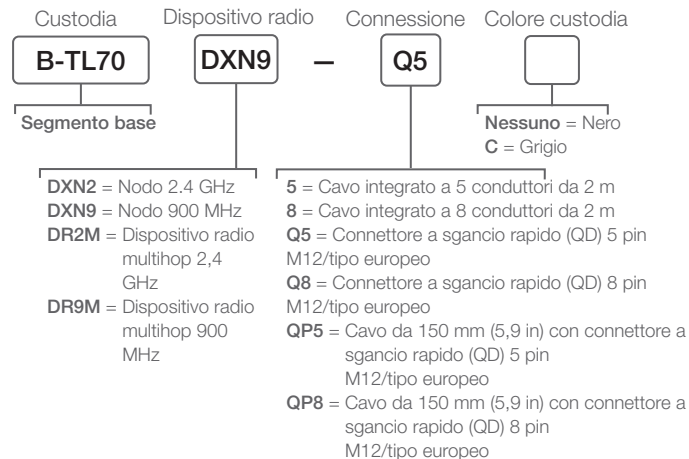 Custodia Dispositivo radio Connessione Colore custodia
B-TL70 DXN9 – Q5
Segmento base
Nessuno = Nero
C = Grigio
DXN2 = Nodo 2.4 GHz
DXN9 = Nodo 900 MHz
DR2M = Dispositivo radio
multihop 2,4
GHz
DR9M = Dispositivo radio
multihop 900
MHz
5 = Cavo integrato a 5 conduttori da 2 m
8 = Cavo integrato a 8 conduttori da 2 m
Q5 = Connettore a sgancio rapido (QD) 5 pin
M12/tipo europeo
Q8 = Connettore a sgancio rapido (QD) 8 pin
M12/tipo europeo
QP5 = Cavo da 150 mm (5,9 in) con connettore a
sgancio rapido (QD) 5 pin
M12/tipo europeo
QP8 = Cavo da 150 mm (5,9 in) con connettore a
sgancio rapido (QD) 8 pin
M12/tipo europeo